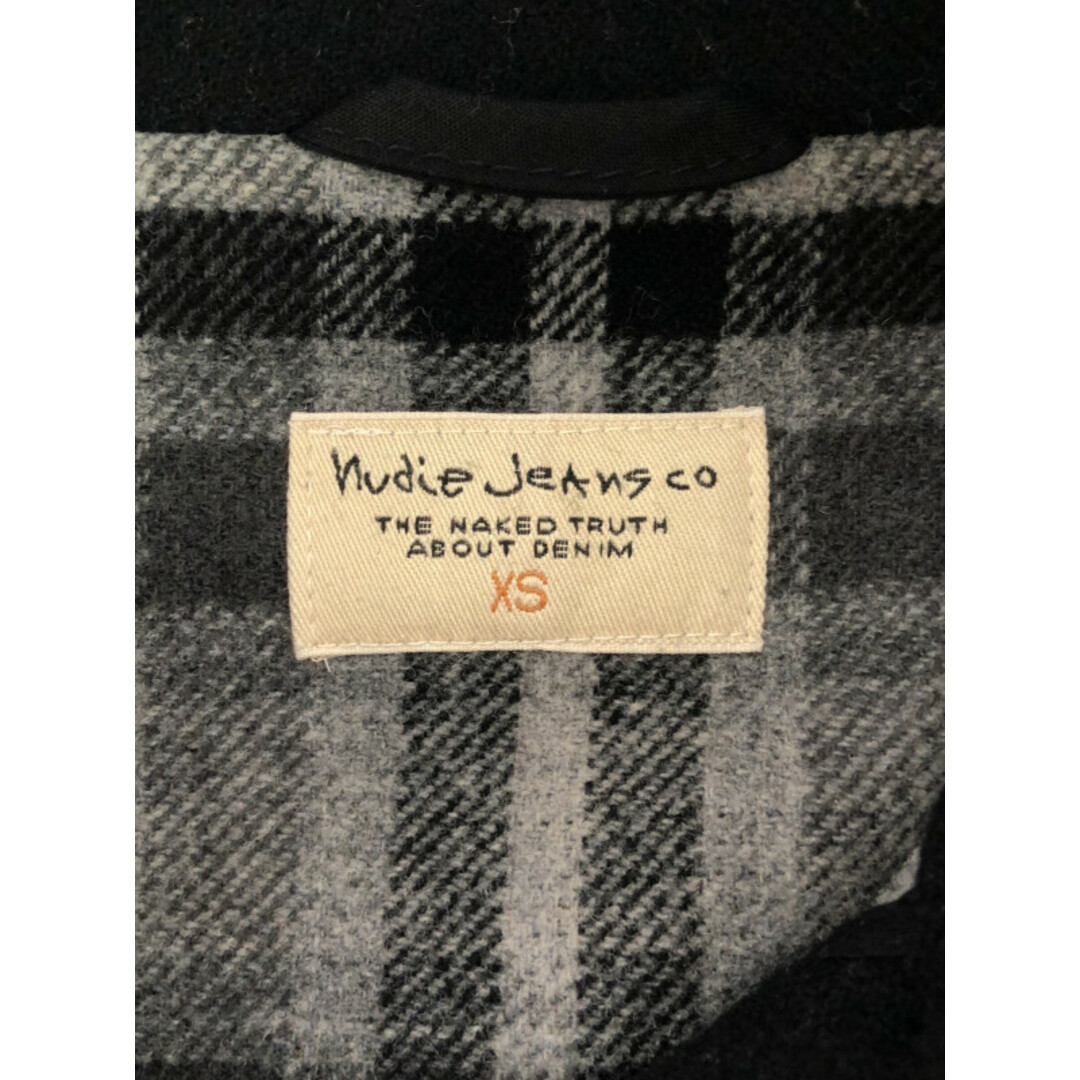 Nudie Jeans co
THE NAKED TRUTH
ABOUT DENIM
XS